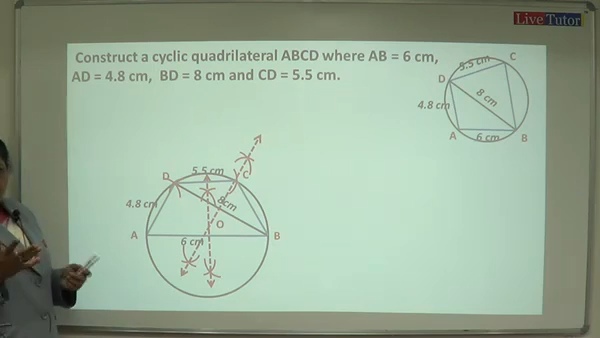 Live Tutor
Construct a cyclic quadrilateral ABCD where AB = 6 cm,
AD = 4.8 cm, BD = 8 cm and CD = 5.5 cm.
C
5.5 cm
D
8 cm
4.8 cm
A
6 cm
B
D
5.5 cm
C
4.8 cm
8cm
O
A
6 cm
B